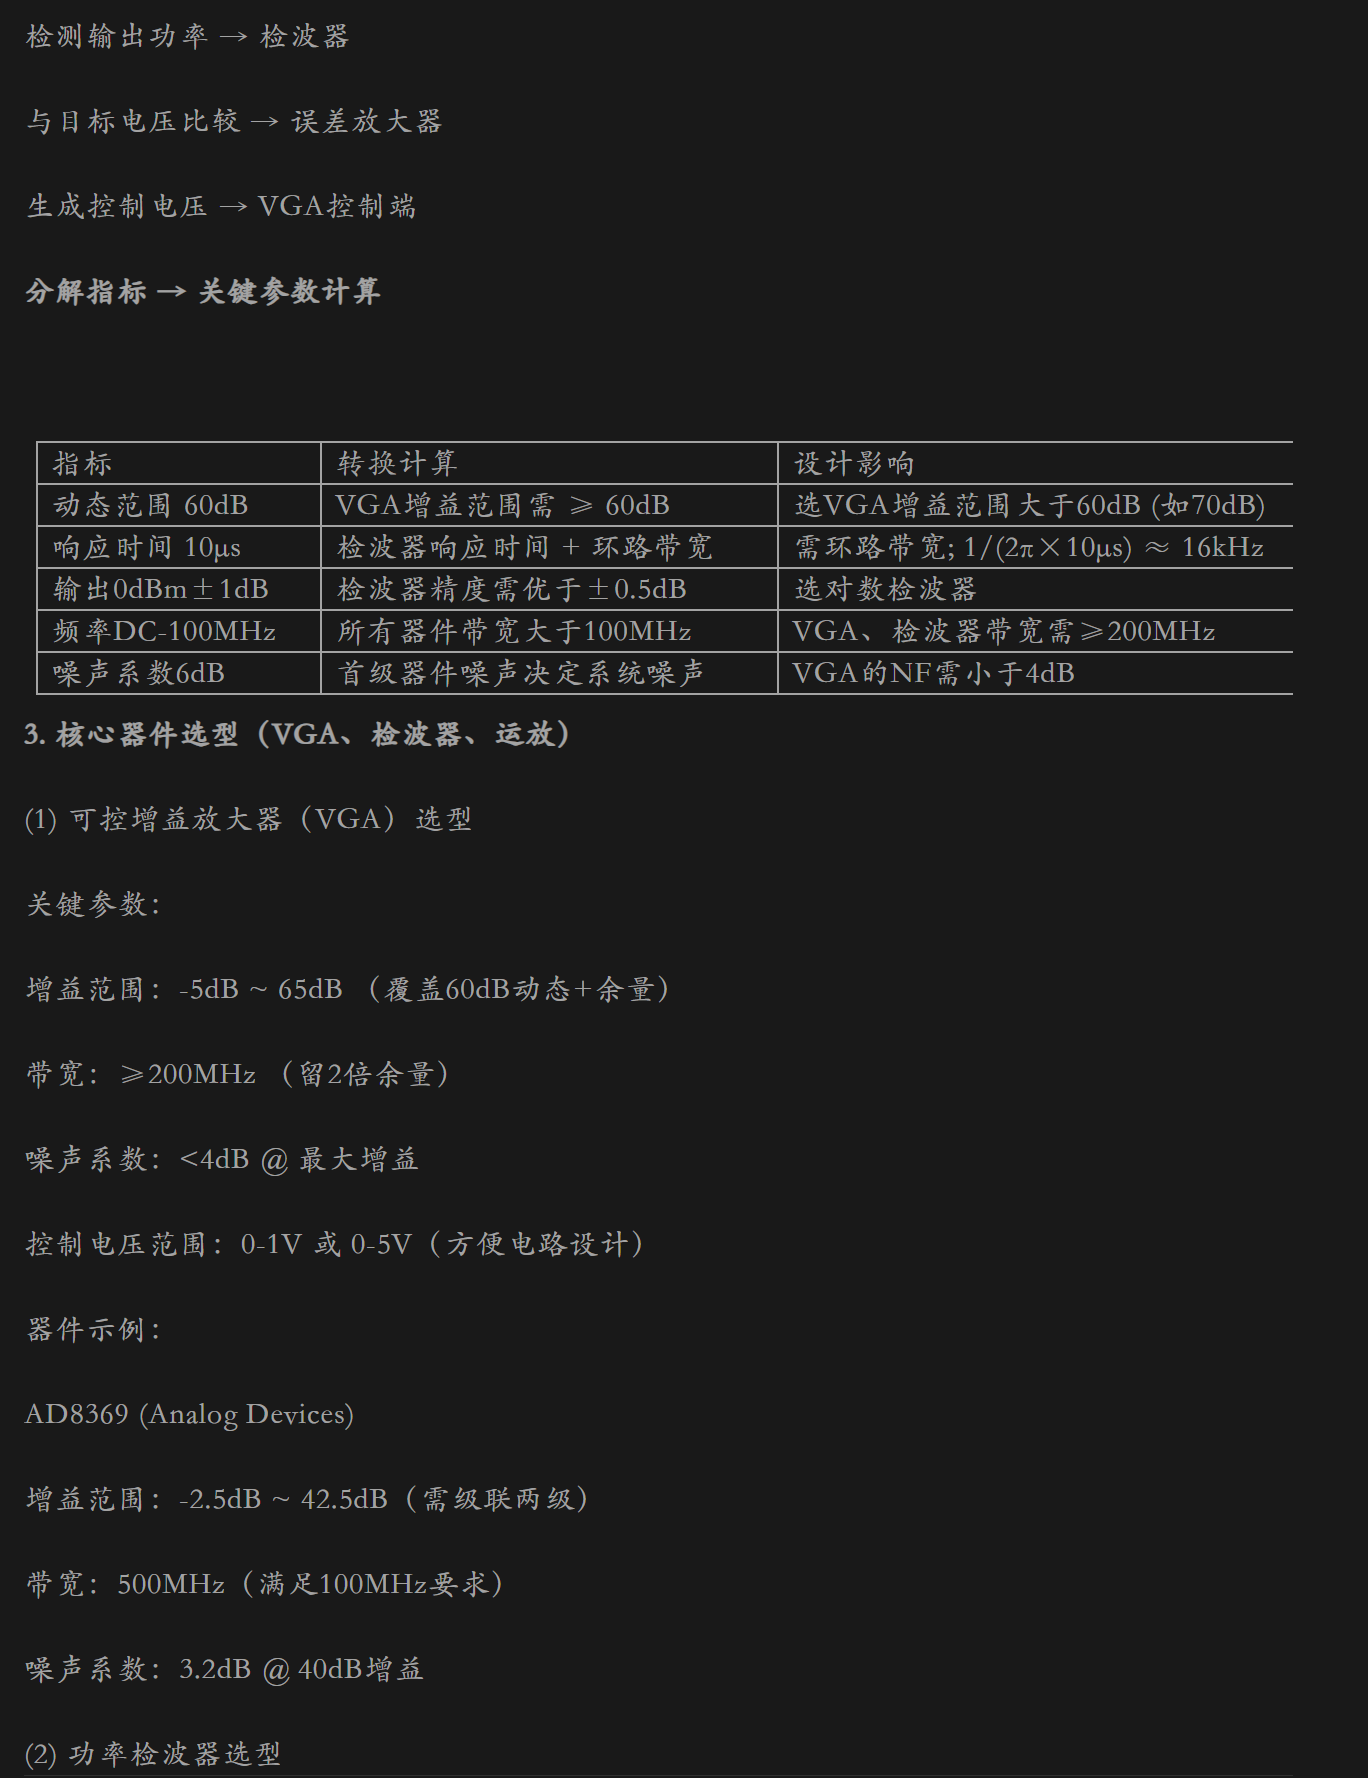 检测输出功率 → 检波器
与目标电压比较 → 误差放大器
生成控制电压 → VGA控制端
分解指标 → 关键参数计算
指标 转换计算 设计影响
动态范围 60dB VGA增益范围需 ≥ 60dB 选VGA增益范围大于60dB (如70dB)
响应时间 10μs 检波器响应时间 + 环路带宽 需环路带宽; 1/(2π×10μs) ≈ 16kHz
输出0dBm±1dB 检波器精度需优于±0.5dB 选对数检波器
频率DC-100MHz 所有器件带宽大于100MHz VGA、检波器带宽需≥200MHz
噪声系数6dB 首级器件噪声决定系统噪声 VGA的NF需小于4dB
3. 核心器件选型（VGA、检波器、运放）
(1) 可控增益放大器（VGA）选型
关键参数：
增益范围：-5dB ~ 65dB （覆盖60dB动态+余量）
带宽：≥200MHz （留2倍余量）
噪声系数：<4dB @ 最大增益
控制电压范围：0-1V 或 0-5V（方便电路设计）
器件示例：
AD8369 (Analog Devices)
增益范围：-2.5dB ~ 42.5dB（需级联两级）
带宽：500MHz（满足100MHz要求）
噪声系数：3.2dB @ 40dB增益
(2) 功率检波器选型